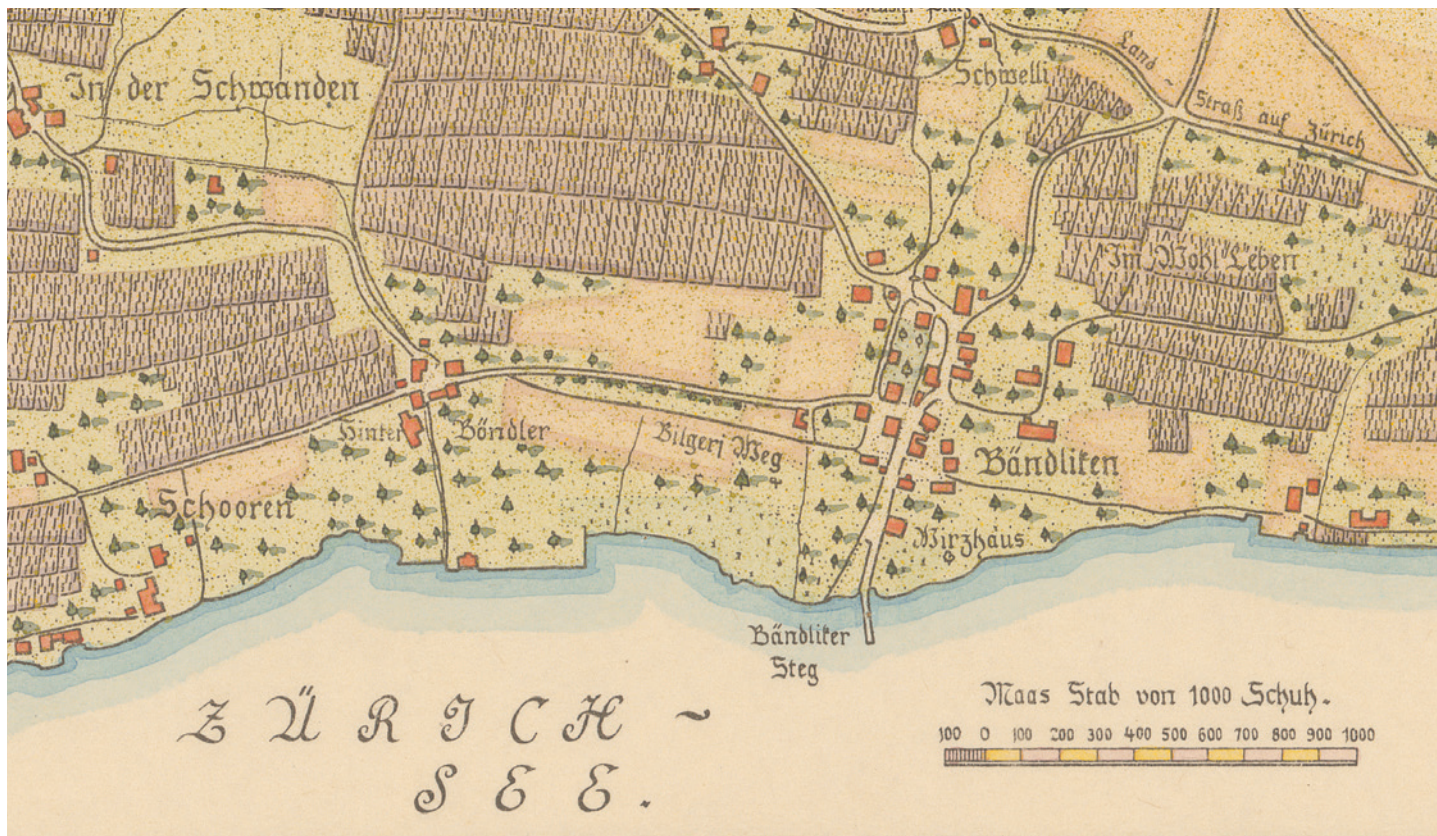 In der Schwanden
Schwelli
Land ~
Straß auf Zürich
Im Wohl Leben
Hinter Böndler
Bilgeri Weg
Bändliken
Schooren
Wirzhaus
Bändliker
Steg
ZÜRICH ~
SEE.
Maas Stab von 1000 Schuh.
100 0 100 200 300 400 500 600 700 800 900 1000